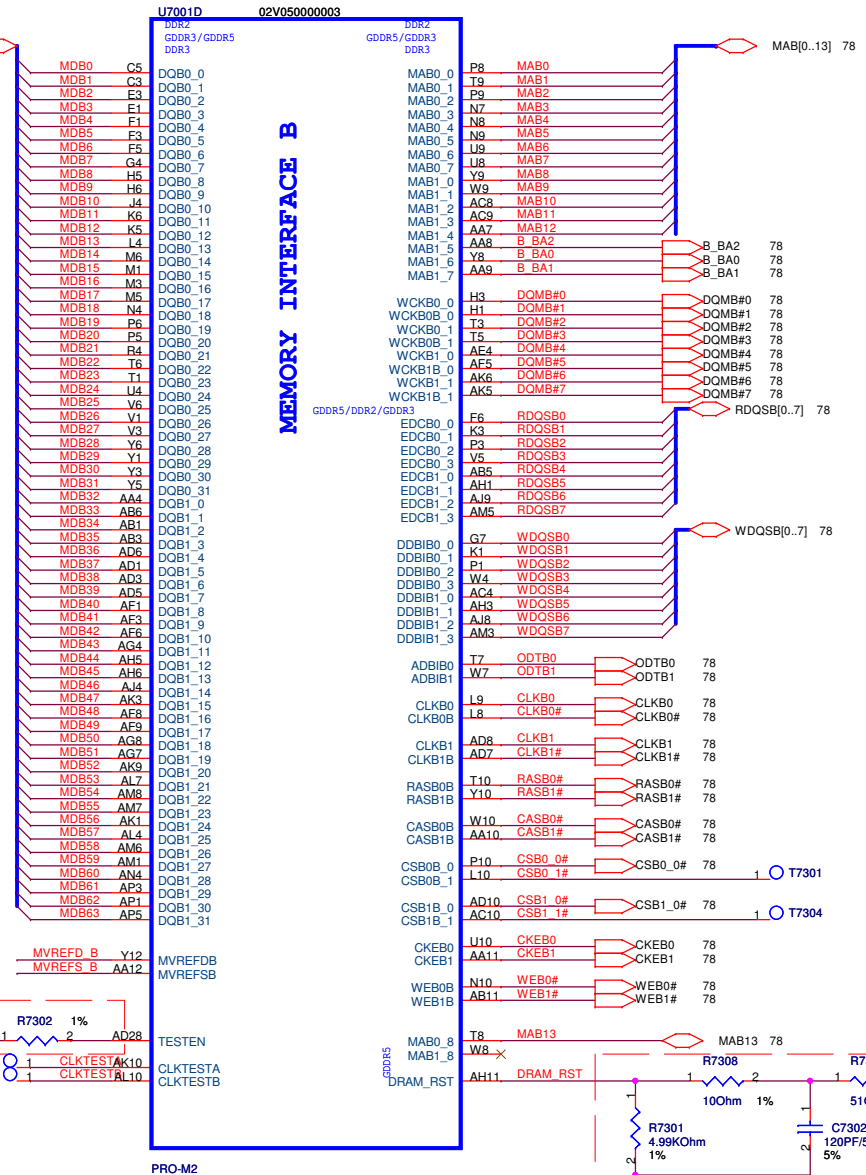 U7001D 02V050000003
DDR2 DDR2
GDDR3/GDDR5 GDDR5/GDDR3
DDR3 DDR3
MAB[0..13] 78
MEMORY INTERFACE B
MDB0 C5 DQB0_0
MDB1 C3 DQB0_1
MDB2 E3 DQB0_2
MDB3 E1 DQB0_3
MDB4 F1 DQB0_4
MDB5 F3 DQB0_5
MDB6 F5 DQB0_6
MDB7 G4 DQB0_7
MDB8 H5 DQB0_8
MDB9 H6 DQB0_9
MDB10 J4 DQB0_10
MDB11 K6 DQB0_11
MDB12 K5 DQB0_12
MDB13 L4 DQB0_13
MDB14 M6 DQB0_14
MDB15 M1 DQB0_15
MDB16 M3 DQB0_16
MDB17 M5 DQB0_17
MDB18 N4 DQB0_18
MDB19 P6 DQB0_19
MDB20 P5 DQB0_20
MDB21 R4 DQB0_21
MDB22 T6 DQB0_22
MDB23 T1 DQB0_23
MDB24 U4 DQB0_24
MDB25 V6 DQB0_25
MDB26 V1 DQB0_26
MDB27 V3 DQB0_27
MDB28 Y6 DQB0_28
MDB29 Y1 DQB0_29
MDB30 Y3 DQB0_30
MDB31 Y5 DQB0_31
MDB32 AA4 DQB1_0
MDB33 AB6 DQB1_1
MDB34 AB1 DQB1_2
MDB35 AB3 DQB1_3
MDB36 AD6 DQB1_4
MDB37 AD1 DQB1_5
MDB38 AD3 DQB1_6
MDB39 AD5 DQB1_7
MDB40 AF1 DQB1_8
MDB41 AF3 DQB1_9
MDB42 AF6 DQB1_10
MDB43 AG4 DQB1_11
MDB44 AH5 DQB1_12
MDB45 AH6 DQB1_13
MDB46 AJ4 DQB1_14
MDB47 AK3 DQB1_15
MDB48 AF8 DQB1_16
MDB49 AF9 DQB1_17
MDB50 AG8 DQB1_18
MDB51 AG7 DQB1_19
MDB52 AK9 DQB1_20
MDB53 AL7 DQB1_21
MDB54 AM8 DQB1_22
MDB55 AM7 DQB1_23
MDB56 AK1 DQB1_24
MDB57 AL4 DQB1_25
MDB58 AM6 DQB1_26
MDB59 AM1 DQB1_27
MDB60 AN4 DQB1_28
MDB61 AP3 DQB1_29
MDB62 AP1 DQB1_30
MDB63 AP5 DQB1_31
MVREFD_B Y12 MVREFDB
MVREFS_B AA12 MVREFSB
R7302 1%
1 2 AD28 TESTEN
1 CLKTESTA AK10 CLKTESTA
1 CLKTESTB AL10 CLKTESTB
MAB0_0 P8 MAB0
MAB0_1 T9 MAB1
MAB0_2 P9 MAB2
MAB0_3 N7 MAB3
MAB0_4 N8 MAB4
MAB0_5 N9 MAB5
MAB0_6 U9 MAB6
MAB0_7 U8 MAB7
MAB1_0 Y9 MAB8
MAB1_1 W9 MAB9
MAB1_2 AC8 MAB10
MAB1_3 AC9 MAB11
MAB1_4 AA7 MAB12
MAB1_5 AA8 B_BA2 B_BA2 78
MAB1_6 Y8 B_BA0 B_BA0 78
MAB1_7 AA9 B_BA1 B_BA1 78
WCKB0_0 H3 DQMB#0 DQMB#0 78
WCKB0B_0 H1 DQMB#1 DQMB#1 78
WCKB0_1 T3 DQMB#2 DQMB#2 78
WCKB0B_1 T5 DQMB#3 DQMB#3 78
WCKB1_0 AE4 DQMB#4 DQMB#4 78
WCKB1B_0 AF5 DQMB#5 DQMB#5 78
WCKB1_1 AK6 DQMB#6 DQMB#6 78
WCKB1B_1 AK5 DQMB#7 DQMB#7 78
GDDR5/DDR2/GDDR3 RDQSB[0..7] 78
EDCB0_0 F6 RDQSB0
EDCB0_1 K3 RDQSB1
EDCB0_2 P3 RDQSB2
EDCB0_3 V5 RDQSB3
EDCB1_0 AB5 RDQSB4
EDCB1_1 AH1 RDQSB5
EDCB1_2 AJ9 RDQSB6
EDCB1_3 AM5 RDQSB7
WDQSB[0..7] 78
DDBIB0_0 G7 WDQSB0
DDBIB0_1 K1 WDQSB1
DDBIB0_2 P1 WDQSB2
DDBIB0_3 W4 WDQSB3
DDBIB1_0 AC4 WDQSB4
DDBIB1_1 AH3 WDQSB5
DDBIB1_2 AJ8 WDQSB6
DDBIB1_3 AM3 WDQSB7
ADBIB0 T7 ODTB0 ODTB0 78
ADBIB1 W7 ODTB1 ODTB1 78
CLKB0 L9 CLKB0 CLKB0 78
CLKB0B L8 CLKB0# CLKB0# 78
CLKB1 AD8 CLKB1 CLKB1 78
CLKB1B AD7 CLKB1# CLKB1# 78
RASB0B T10 RASB0# RASB0# 78
RASB1B Y10 RASB1# RASB1# 78
CASB0B W10 CASB0# CASB0# 78
CASB1B AA10 CASB1# CASB1# 78
CSB0B_0 P10 CSB0_0# CSB0_0# 78
CSB0B_1 L10 CSB0_1# 1 T7301
CSB1B_0 AD10 CSB1_0# CSB1_0# 78
CSB1B_1 AC10 CSB1_1# 1 T7304
CKEB0 U10 CKEB0 CKEB0 78
CKEB1 AA11 CKEB1 CKEB1 78
WEB0B N10 WEB0# WEB0# 78
WEB1B AB11 WEB1# WEB1# 78
MAB0_8 T8 MAB13 MAB13 78
MAB1_8 W8
GDDR5
DRAM_RST AH11 DRAM_RST
R7308
1 2
10Ohm 1%
1
R7301
4.99KOhm
1%
2
1
C7302
120PF/5
5%
2
R7
51
PRO-M2